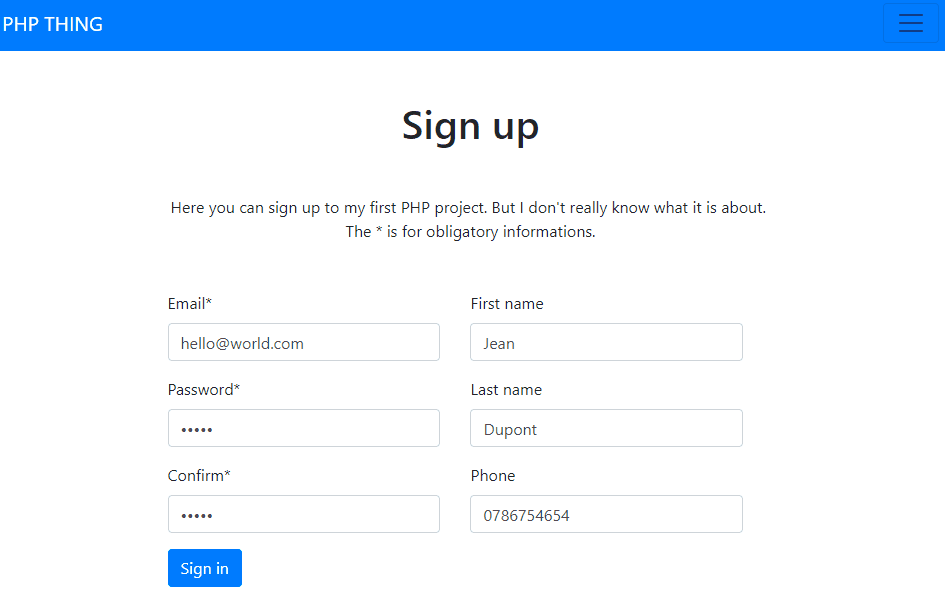 PHP THING
Sign up
Here you can sign up to my first PHP project. But I don't really know what it is about.
The * is for obligatory informations.
Email*
First name
hello@world.com
Jean
Password*
Last name
•••••
Dupont
Confirm*
Phone
•••••
0786754654
Sign in